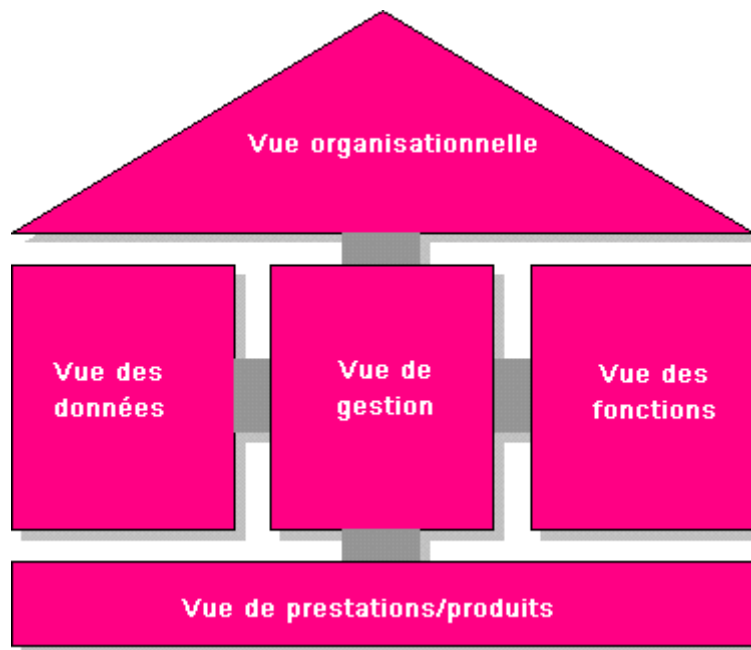 Vue organisationnelle
Vue des
données
Vue de
gestion
Vue des
fonctions
Vue de prestations/produits